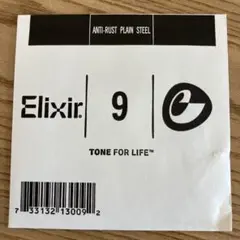 ANTI-RUST PLAIN STEEL
Elixir® 9
TONE FOR LIFE™
7 33132 13009 2